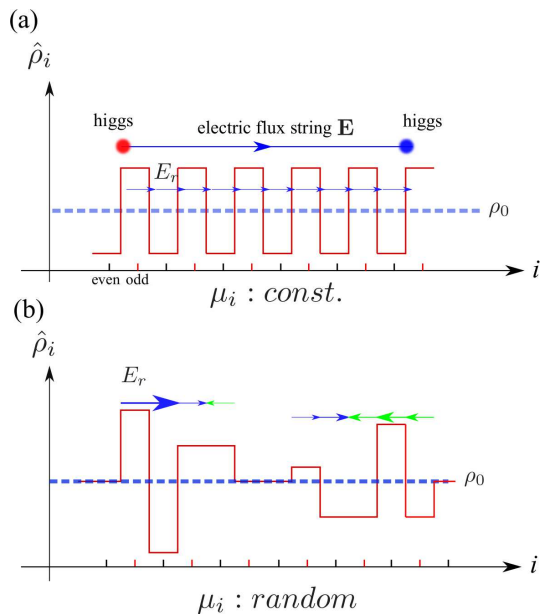 (a)
ρ̂ᵢ
higgs
electric flux string E
higgs
Eᵣ
ρ₀
even odd
i
μᵢ : const.
(b)
ρ̂ᵢ
Eᵣ
ρ₀
i
μᵢ : random